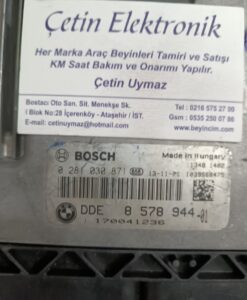 Çetin Elektronik
Her Marka Araç Beyinleri Tamiri ve Satışı
KM Saat Bakım ve Onarımı Yapılır.
Çetin Uymaz
Bostancı Oto San. Sit. Menekşe Sk.
I Blok No:28 İçerenköy - Ataşehir / İST.
E-mail: cetinuymaz@hotmail.com
Tel : 0216 575 27 00
Gsm : 0535 250 07 86
www.beyincim.com
BOSCH
Made in Hungary
0 281 030 871
DDE 8 578 944-01
170041236